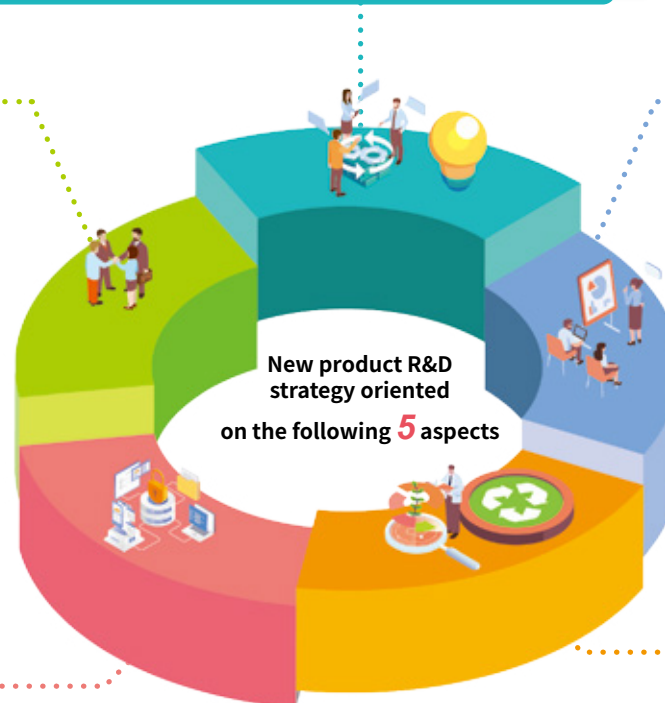 New product R&D
strategy oriented
on the following 5 aspects